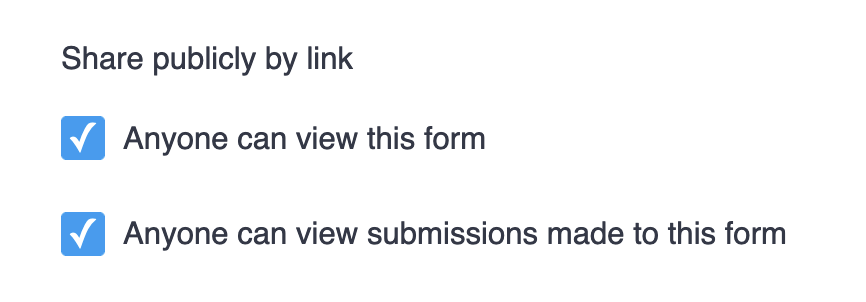 Share publicly by link
Anyone can view this form
Anyone can view submissions made to this form